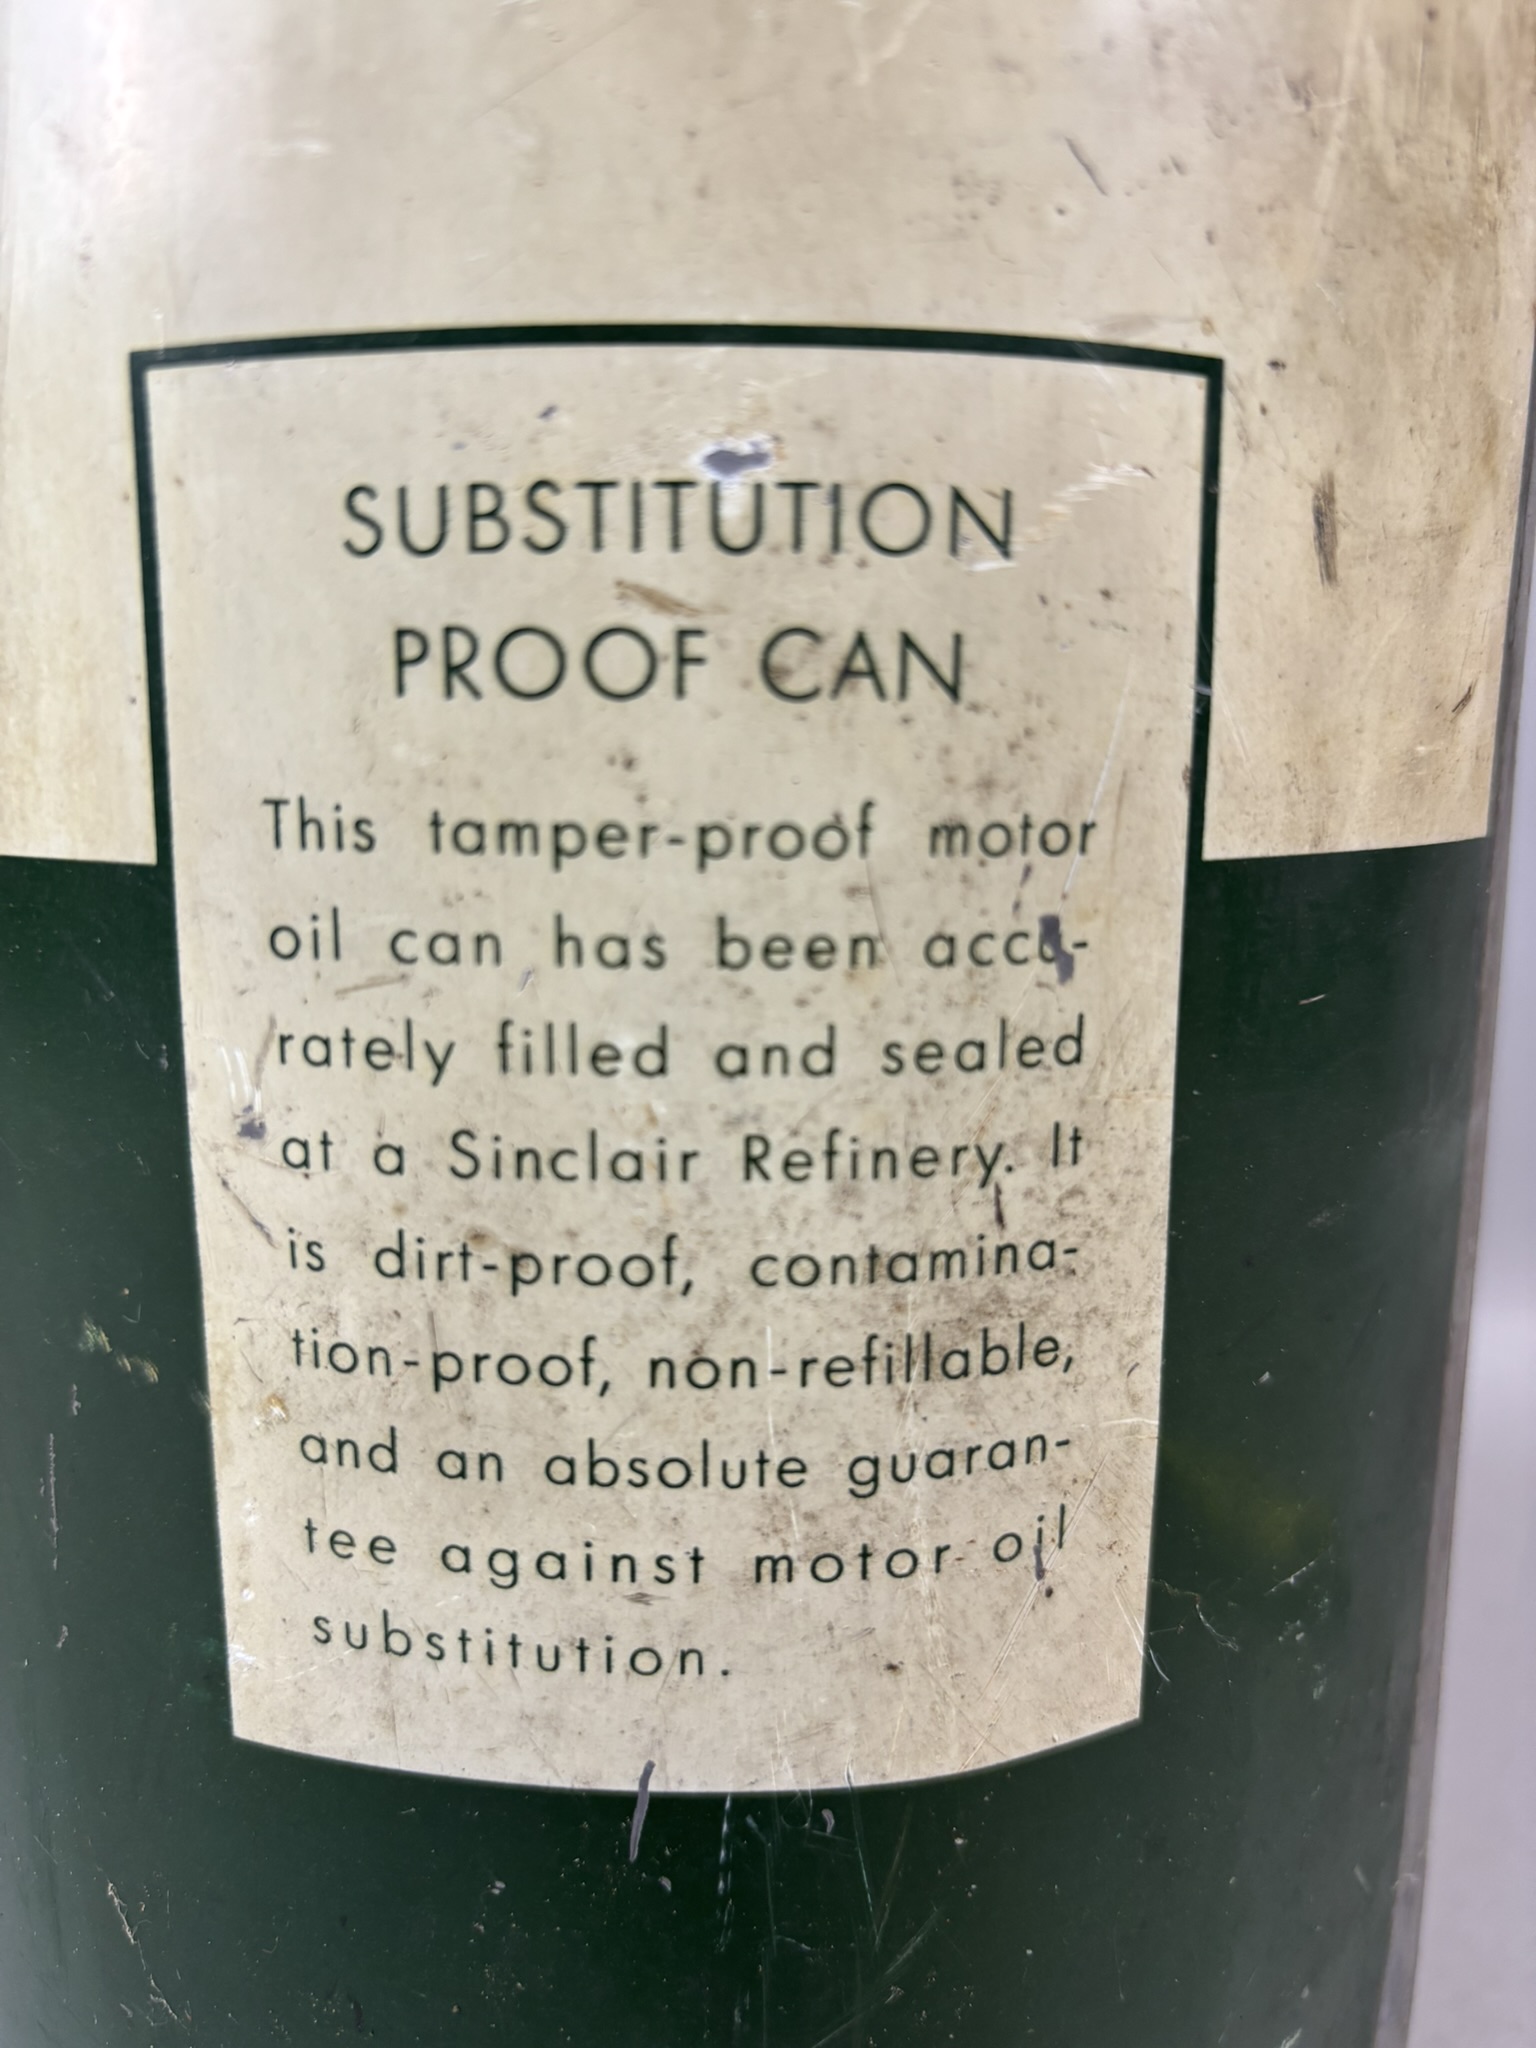 SUBSTITUTION
PROOF CAN
This tamper-proof motor
oil can has been accu-
rately filled and sealed
at a Sinclair Refinery. It
is dirt-proof, contamina-
tion-proof, non-refillable,
and an absolute guaran-
tee against motor oil
substitution.